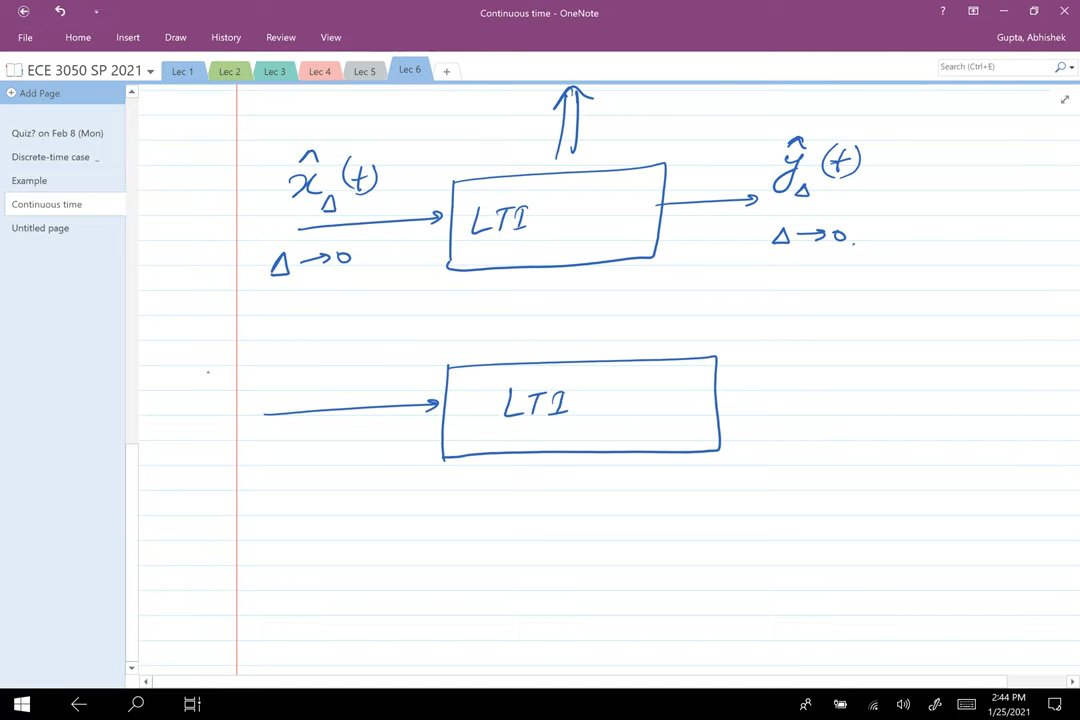 Continuous time - OneNote
?
File Home Insert Draw History Review View
Gupta, Abhishek
ECE 3050 SP 2021
Lec 1 Lec 2 Lec 3 Lec 4 Lec 5 Lec 6 +
Search (Ctrl+E)
Add Page
Quiz? on Feb 8 (Mon)
Discrete-time case _
Example
Continuous time
Untitled page
x̂_Δ (t)
LTI
ŷ_Δ (t)
Δ → 0
Δ → 0.
LTI
2:44 PM
1/25/2021